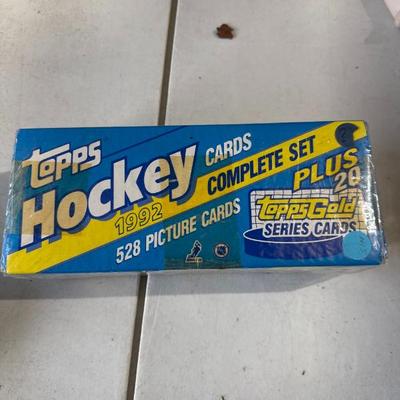 Topps
Hockey
CARDS
1992
COMPLETE SET
528 PICTURE CARDS
PLUS
20
Topps Gold
SERIES CARDS